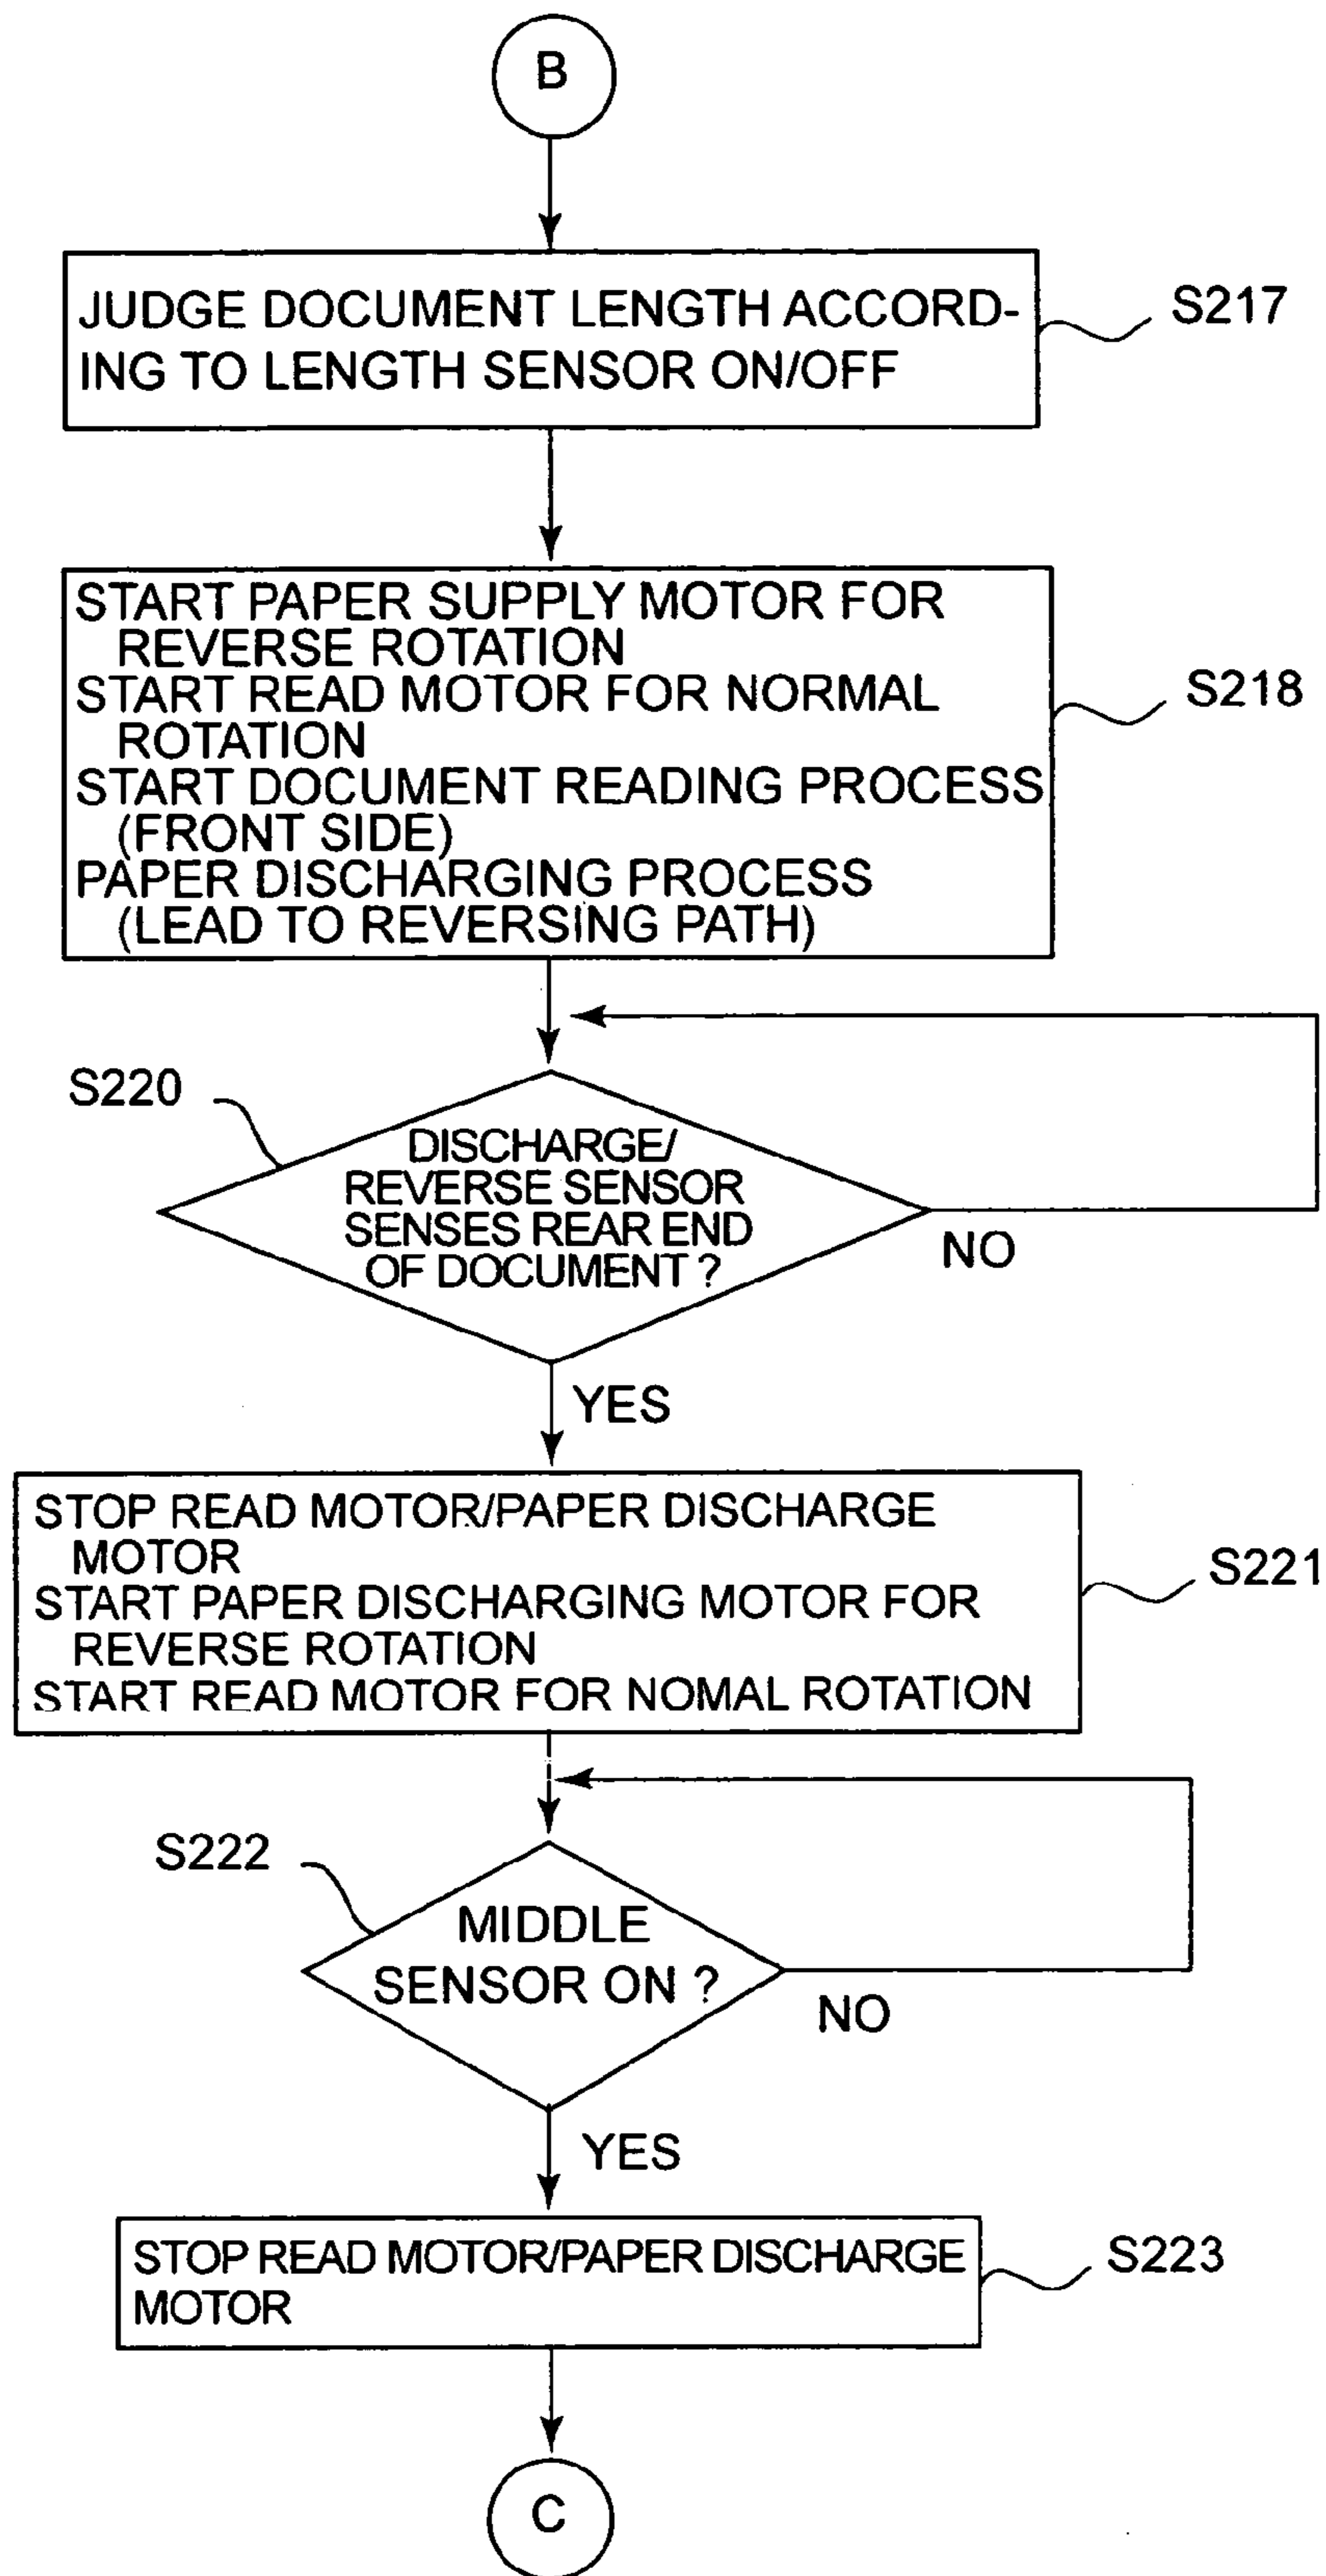 B
JUDGE DOCUMENT LENGTH ACCORD-
ING TO LENGTH SENSOR ON/OFF
S217
START PAPER SUPPLY MOTOR FOR
REVERSE ROTATION
START READ MOTOR FOR NORMAL
ROTATION
START DOCUMENT READING PROCESS
(FRONT SIDE)
PAPER DISCHARGING PROCESS
(LEAD TO REVERSING PATH)
S218
S220
DISCHARGE/
REVERSE SENSOR
SENSES REAR END
OF DOCUMENT ?
NO
YES
STOP READ MOTOR/PAPER DISCHARGE
MOTOR
START PAPER DISCHARGING MOTOR FOR
REVERSE ROTATION
START READ MOTOR FOR NOMAL ROTATION
S221
S222
MIDDLE
SENSOR ON ?
NO
YES
STOP READ MOTOR/PAPER DISCHARGE
MOTOR
S223
C